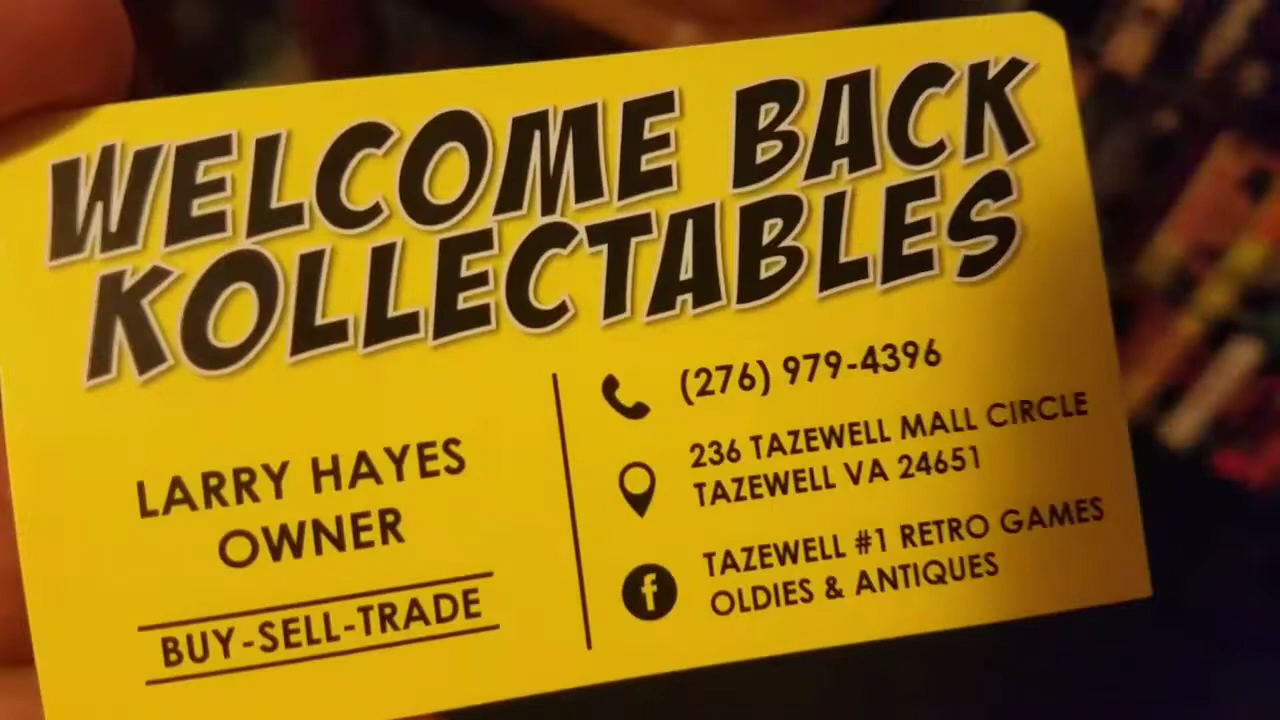 WELCOME BACK
KOLLECTABLES
LARRY HAYES
OWNER
BUY-SELL-TRADE
(276) 979-4396
236 TAZEWELL MALL CIRCLE
TAZEWELL VA 24651
TAZEWELL #1 RETRO GAMES
OLDIES & ANTIQUES